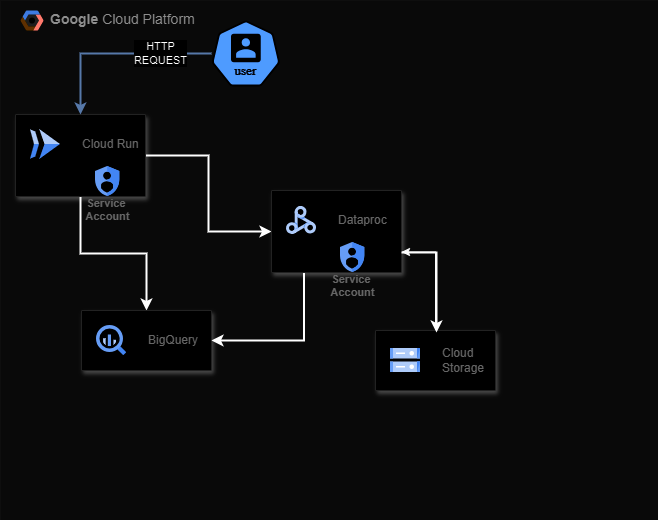 Google Cloud Platform
HTTP
REQUEST
user
Cloud Run
Service
Account
Dataproc
Service
Account
BigQuery
Cloud
Storage